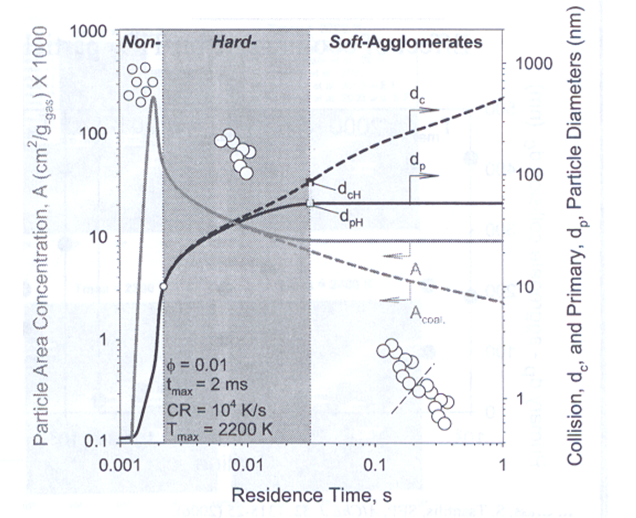 Non- Hard- Soft-Agglomerates
1000
100
10
1
0.1
Particle Area Concentration, A (cm²/g-gas) X 1000
1000
100
10
1
Collision, dc, and Primary, dp, Particle Diameters (nm)
dc
dp
dcH
dpH
A
Acoal.
ϕ = 0.01
tmax = 2 ms
CR = 10⁴ K/s
Tmax = 2200 K
0.001 0.01 0.1 1
Residence Time, s